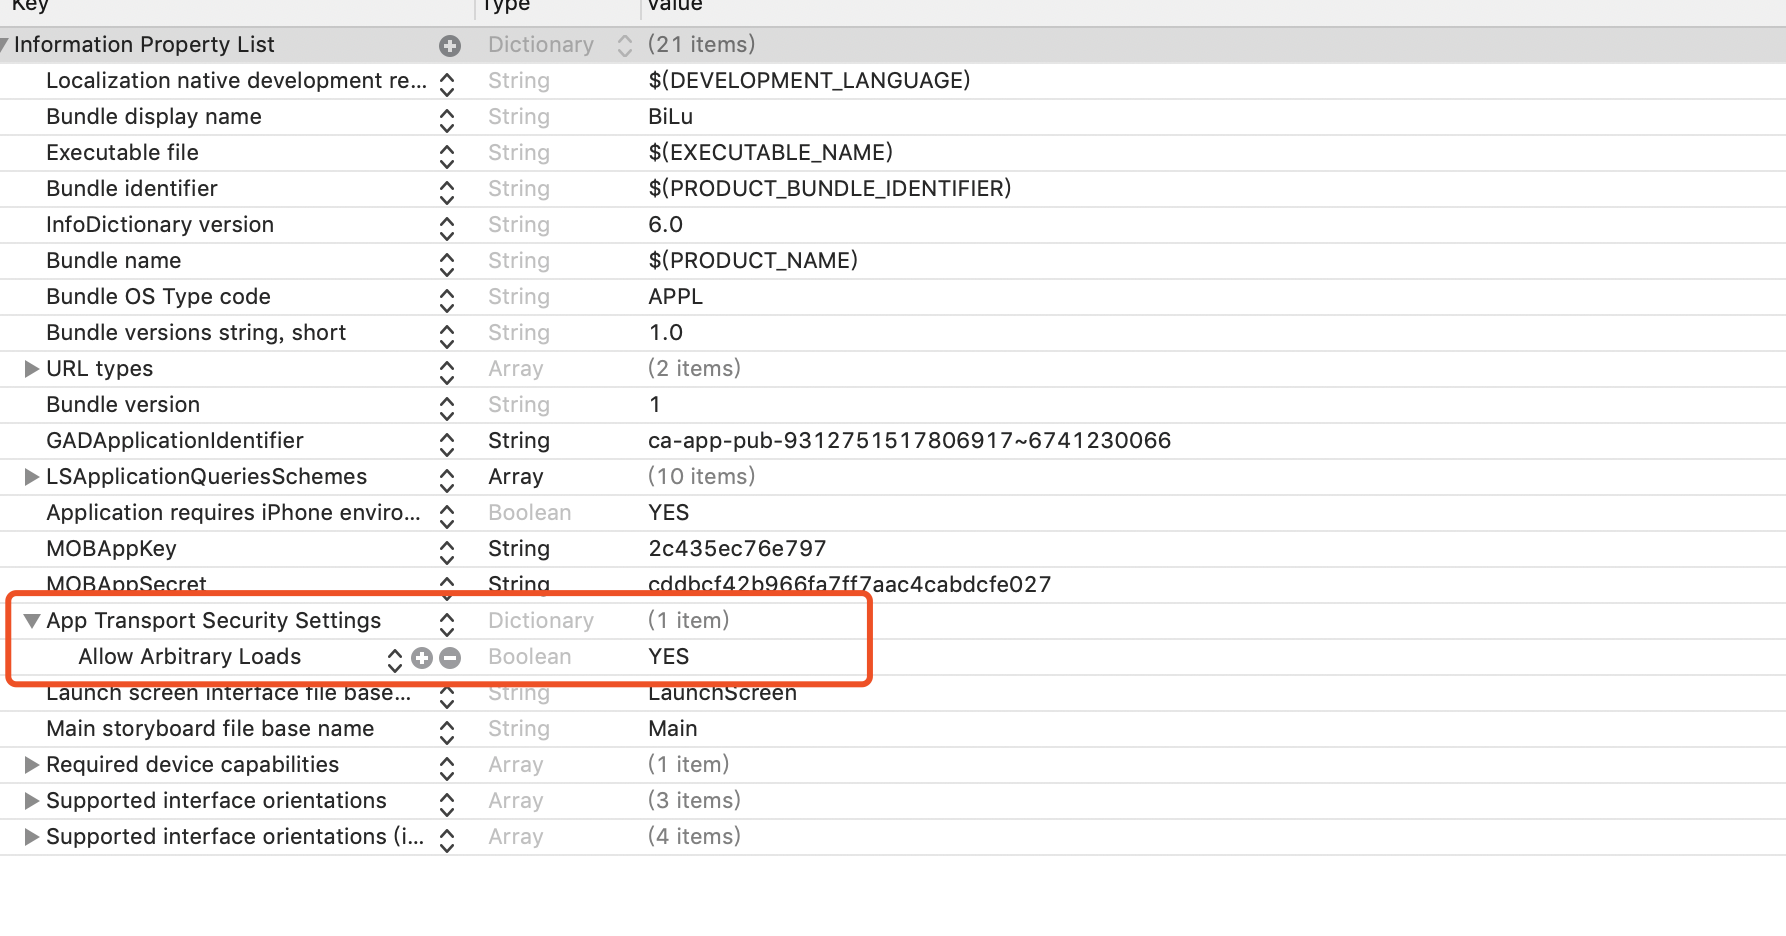 Key Type Value
Information Property List Dictionary (21 items)
Localization native development re... String $(DEVELOPMENT_LANGUAGE)
Bundle display name String BiLu
Executable file String $(EXECUTABLE_NAME)
Bundle identifier String $(PRODUCT_BUNDLE_IDENTIFIER)
InfoDictionary version String 6.0
Bundle name String $(PRODUCT_NAME)
Bundle OS Type code String APPL
Bundle versions string, short String 1.0
URL types Array (2 items)
Bundle version String 1
GADApplicationIdentifier String ca-app-pub-9312751517806917~6741230066
LSApplicationQueriesSchemes Array (10 items)
Application requires iPhone enviro... Boolean YES
MOBAppKey String 2c435ec76e797
MOBAppSecret String cddbcf42b966fa7ff7aac4cabdcfe027
App Transport Security Settings Dictionary (1 item)
Allow Arbitrary Loads Boolean YES
Launch screen interface file base... String LaunchScreen
Main storyboard file base name String Main
Required device capabilities Array (1 item)
Supported interface orientations Array (3 items)
Supported interface orientations (i... Array (4 items)